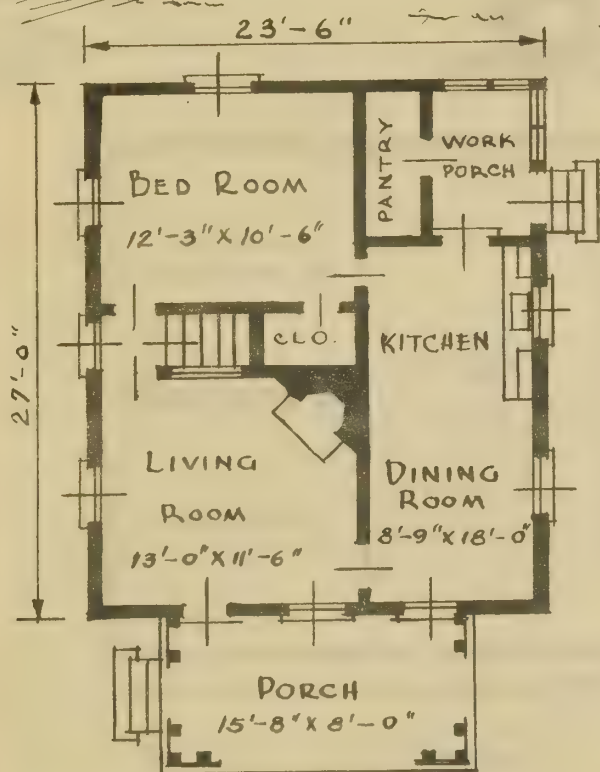 23'-6"
PANTRY
WORK
PORCH
BED ROOM
12'-3" X 10'-6"
27'-0"
CLO.
KITCHEN
LIVING
ROOM
13'-0" X 11'-6"
DINING
ROOM
8'-9" X 18'-0"
PORCH
15'-8" X 8'-0"